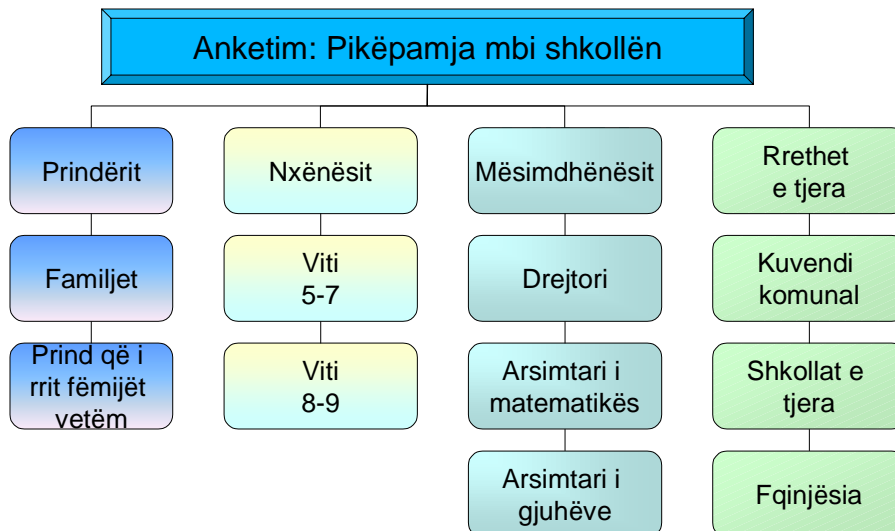 Anketim: Pikëpamja mbi shkollën
Prindërit
Nxënësit
Mësimdhënësit
Rrethet
e tjera
Familjet
Viti
5-7
Drejtori
Kuvendi
komunal
Prind që i
rrit fëmijët
vetëm
Viti
8-9
Arsimtari i
matematikës
Shkollat e
tjera
Arsimtari i
gjuhëve
Fqinjësia